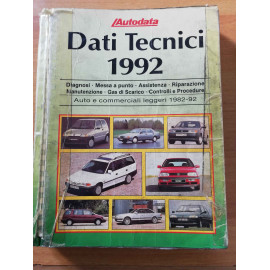 Autodata
Dati Tecnici
1992
Diagnosi · Messa a punto · Assistenza · Riparazione
Manutenzione · Gas di Scarico · Controlli e Procedure
Auto e commerciali leggeri 1982-92